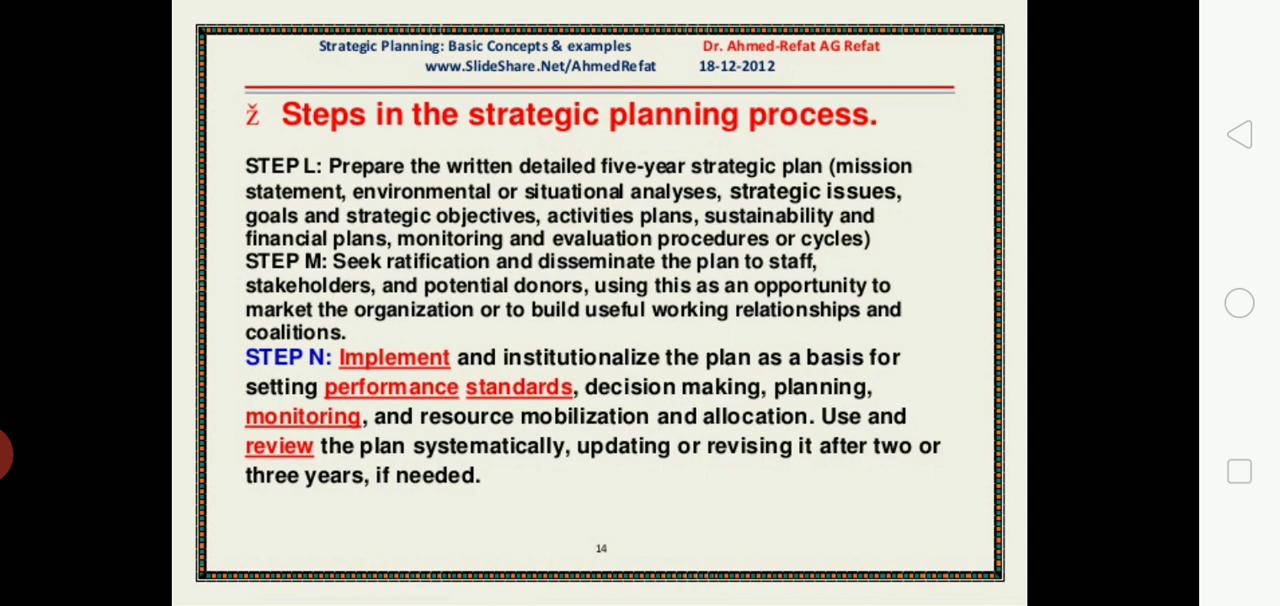 Strategic Planning: Basic Concepts & examples Dr. Ahmed-Refat AG Refat
www.SlideShare.Net/AhmedRefat 18-12-2012
ž Steps in the strategic planning process.
STEP L: Prepare the written detailed five-year strategic plan (mission
statement, environmental or situational analyses, strategic issues,
goals and strategic objectives, activities plans, sustainability and
financial plans, monitoring and evaluation procedures or cycles)
STEP M: Seek ratification and disseminate the plan to staff,
stakeholders, and potential donors, using this as an opportunity to
market the organization or to build useful working relationships and
coalitions.
STEP N: Implement and institutionalize the plan as a basis for
setting performance standards, decision making, planning,
monitoring, and resource mobilization and allocation. Use and
review the plan systematically, updating or revising it after two or
three years, if needed.
14